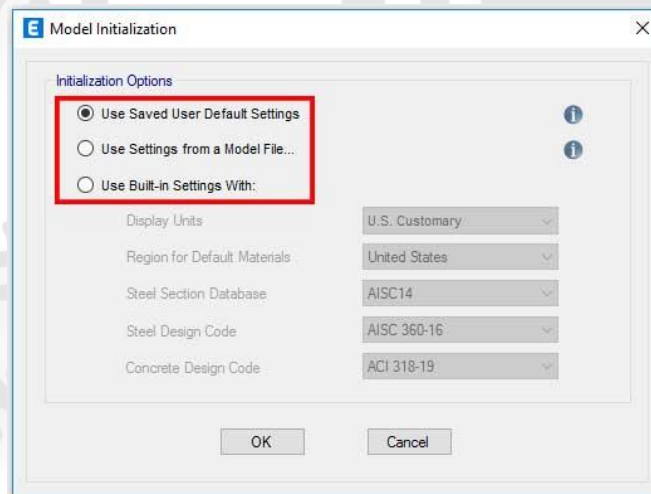 E Model Initialization
Initialization Options
Use Saved User Default Settings
Use Settings from a Model File...
Use Built-in Settings With:
Display Units U.S. Customary
Region for Default Materials United States
Steel Section Database AISC14
Steel Design Code AISC 360-16
Concrete Design Code ACI 318-19
OK Cancel